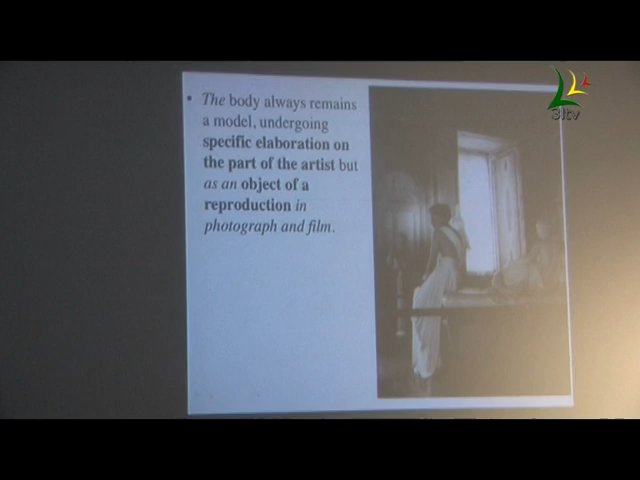 • The body always remains
a model, undergoing
specific elaboration on
the part of the artist but
as an object of a
reproduction in
photograph and film.
3ltv